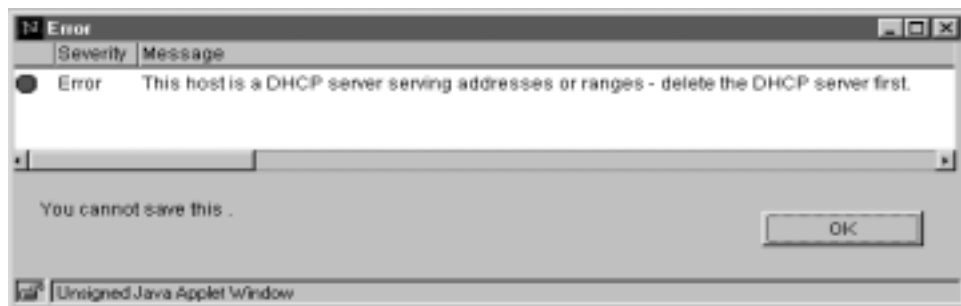 Error
Severity Message
Error This host is a DHCP server serving addresses or ranges - delete the DHCP server first.
You cannot save this .
OK
Unsigned Java Applet Window